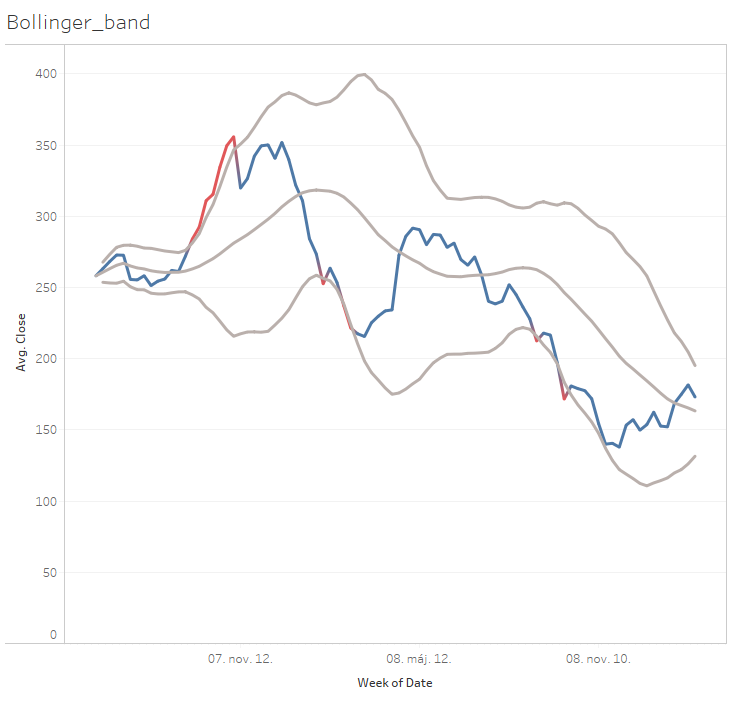 Bollinger_band
400
350
300
250
200
150
100
50
0
Avg. Close
07. nov. 12.
08. máj. 12.
08. nov. 10.
Week of Date